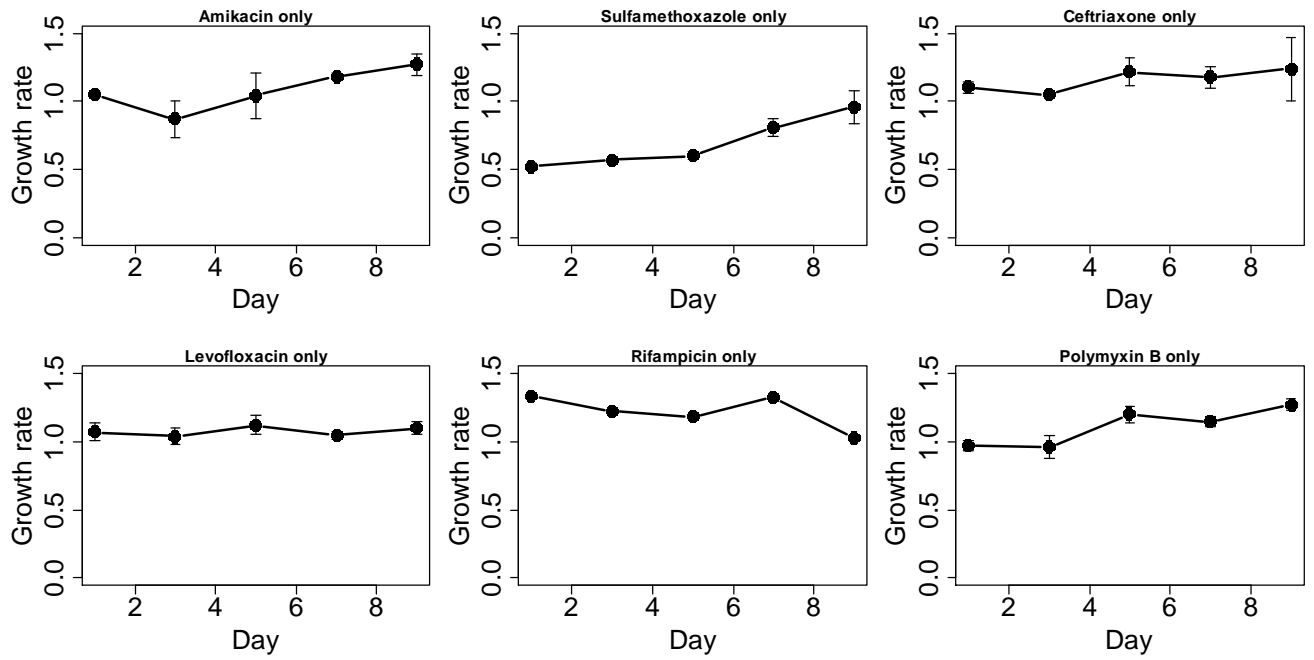 Amikacin only
Growth rate
0.0 0.5 1.0 1.5
2 4 6 8
Day
Sulfamethoxazole only
Growth rate
0.0 0.5 1.0 1.5
2 4 6 8
Day
Ceftriaxone only
Growth rate
0.0 0.5 1.0 1.5
2 4 6 8
Day
Levofloxacin only
Growth rate
0.0 0.5 1.0 1.5
2 4 6 8
Day
Rifampicin only
Growth rate
0.0 0.5 1.0 1.5
2 4 6 8
Day
Polymyxin B only
Growth rate
0.0 0.5 1.0 1.5
2 4 6 8
Day